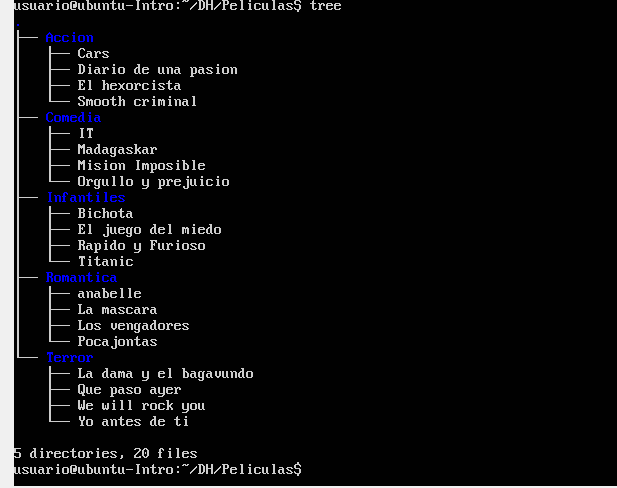 usuario@ubuntu-Intro:~/DH/Peliculas$ tree
.
├── Accion
│   ├── Cars
│   ├── Diario de una pasion
│   ├── El hexorcista
│   └── Smooth criminal
├── Comedia
│   ├── IT
│   ├── Madagaskar
│   ├── Mision Imposible
│   └── Orgullo y prejuicio
├── Infantiles
│   ├── Bichota
│   ├── El juego del miedo
│   ├── Rapido y Furioso
│   └── Titanic
├── Romantica
│   ├── anabelle
│   ├── La mascara
│   ├── Los vengadores
│   └── Pocajontas
└── Terror
    ├── La dama y el bagavundo
    ├── Que paso ayer
    ├── We will rock you
    └── Yo antes de ti
5 directories, 20 files
usuario@ubuntu-Intro:~/DH/Peliculas$